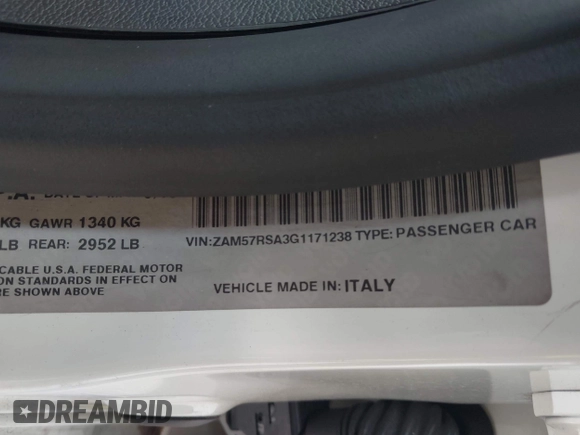 KG GAWR 1340 KG
LB REAR: 2952 LB
VIN:ZAM57RSA3G1171238 TYPE: PASSENGER CAR
CABLE U.S.A. FEDERAL MOTOR
ON STANDARDS IN EFFECT ON
RE SHOWN ABOVE
VEHICLE MADE IN: ITALY
DREAMBID